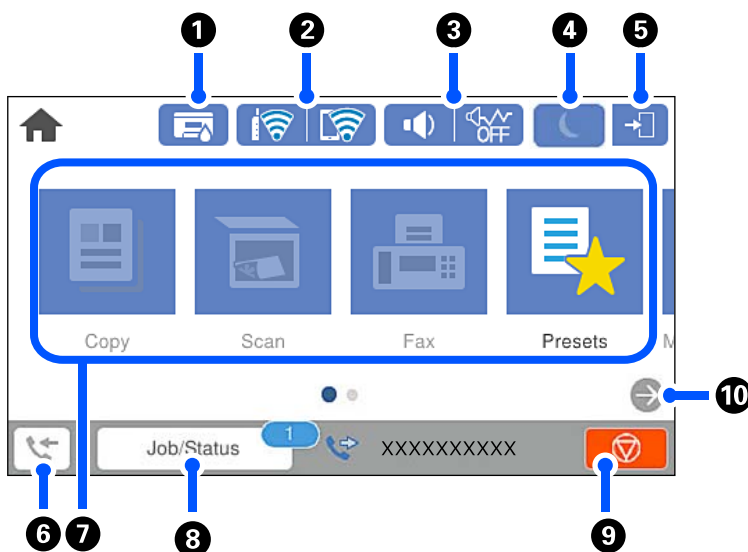 1 2 3 4 5
OFF
Copy Scan Fax Presets M
Job/Status 1 XXXXXXXXXX
10
6 7 8 9